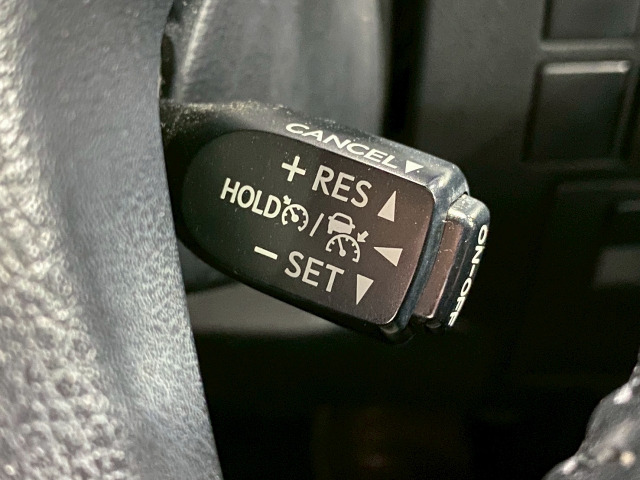 CANCEL▼
+ RES ▲
HOLD /
− SET ▼
ON-OFF